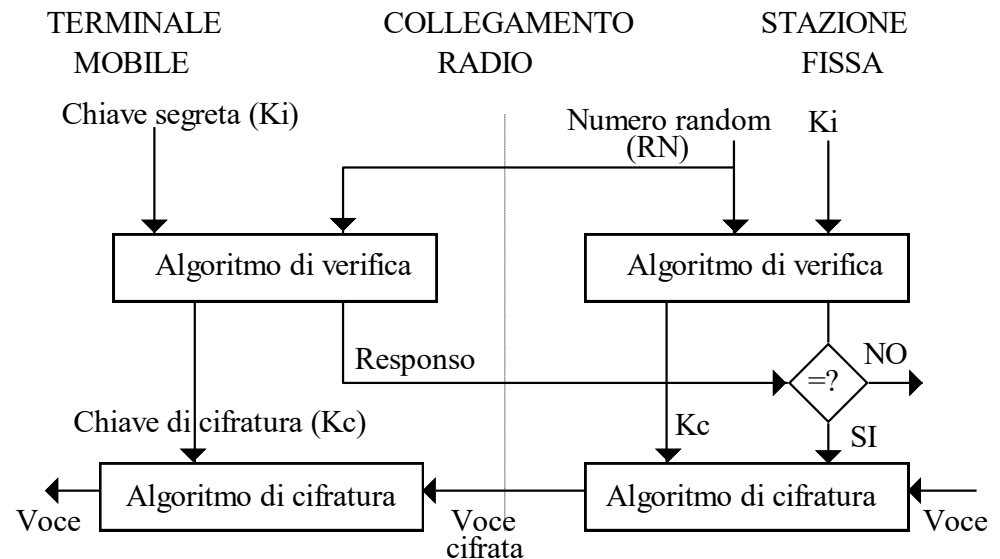 TERMINALE
MOBILE
COLLEGAMENTO
RADIO
STAZIONE
FISSA
Chiave segreta (Ki)
Numero random
(RN)
Ki
Algoritmo di verifica
Algoritmo di verifica
Responso
=?
NO
Chiave di cifratura (Kc)
Kc
SI
Algoritmo di cifratura
Algoritmo di cifratura
Voce
Voce
cifrata
Voce